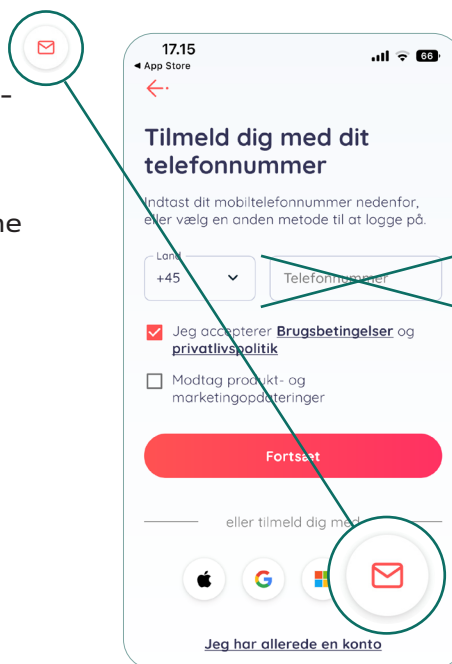 -
ne
17.15
App Store
66
Tilmeld dig med dit
telefonnummer
Indtast dit mobiltelefonnummer nedenfor,
eller vælg en anden metode til at logge på.
Land
+45
Telefonnummer
Jeg accepterer Brugsbetingelser og
privatlivspolitik
Modtag produkt- og
marketingopdateringer
Fortsæt
eller tilmeld dig med
Jeg har allerede en konto